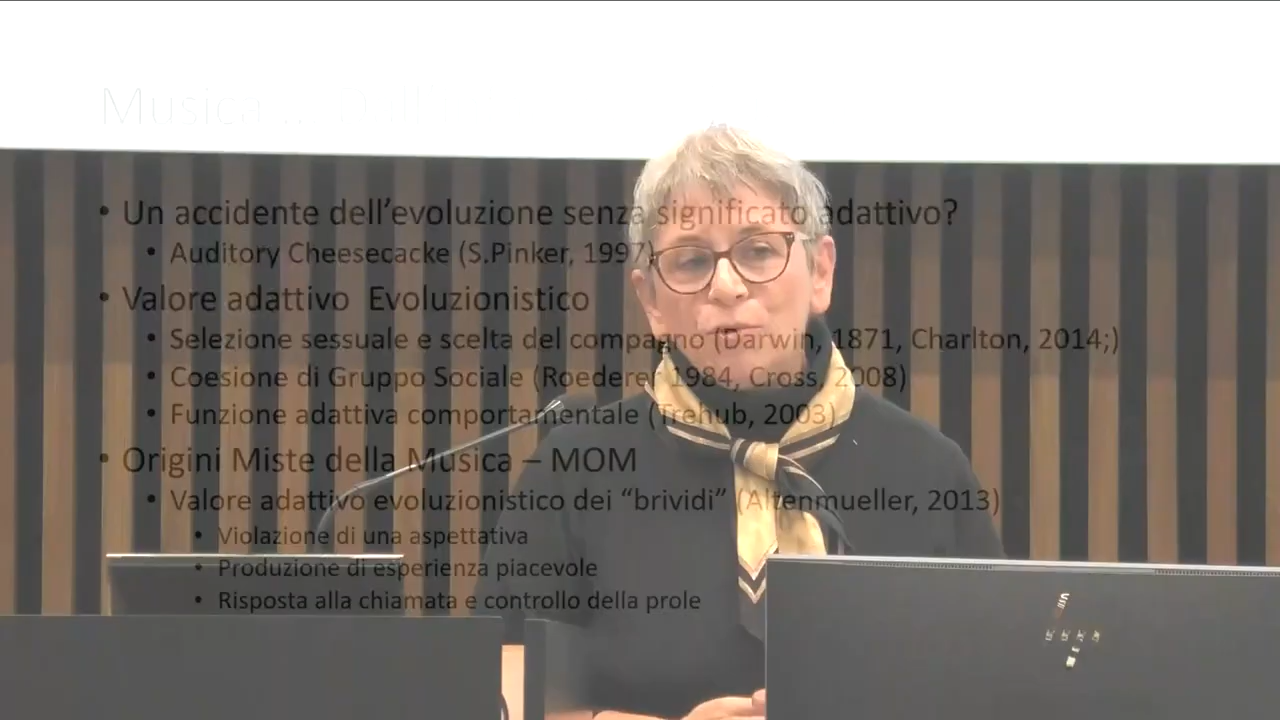 Musica
• Un accidente dell’evoluzione senza significato adattivo?
• Auditory Cheesecacke (S.Pinker, 1997)
• Valore adattivo Evoluzionistico
• Selezione sessuale e scelta del compagno (Darwin, 1871, Charlton, 2014;)
• Coesione di Gruppo Sociale (Roederer 1984, Cross, 2008)
• Funzione adattiva comportamentale (Trehub, 2003)
• Origini Miste della Musica – MOM
• Valore adattivo evoluzionistico dei “brividi” (Altenmueller, 2013)
• Violazione di una aspettativa
• Produzione di esperienza piacevole
• Risposta alla chiamata e controllo della prole